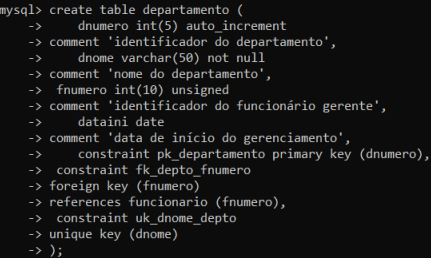 mysql> create table departamento (
    ->     dnumero int(5) auto_increment
    -> comment 'identificador do departamento',
    ->     dnome varchar(50) not null
    -> comment 'nome do departamento',
    ->  fnumero int(10) unsigned
    -> comment 'identificador do funcionário gerente',
    ->     dataini date
    -> comment 'data de início do gerenciamento',
    ->     constraint pk_departamento primary key (dnumero),
    ->  constraint fk_depto_fnumero
    -> foreign key (fnumero)
    -> references funcionario (fnumero),
    ->  constraint uk_dnome_depto
    -> unique key (dnome)
    -> );